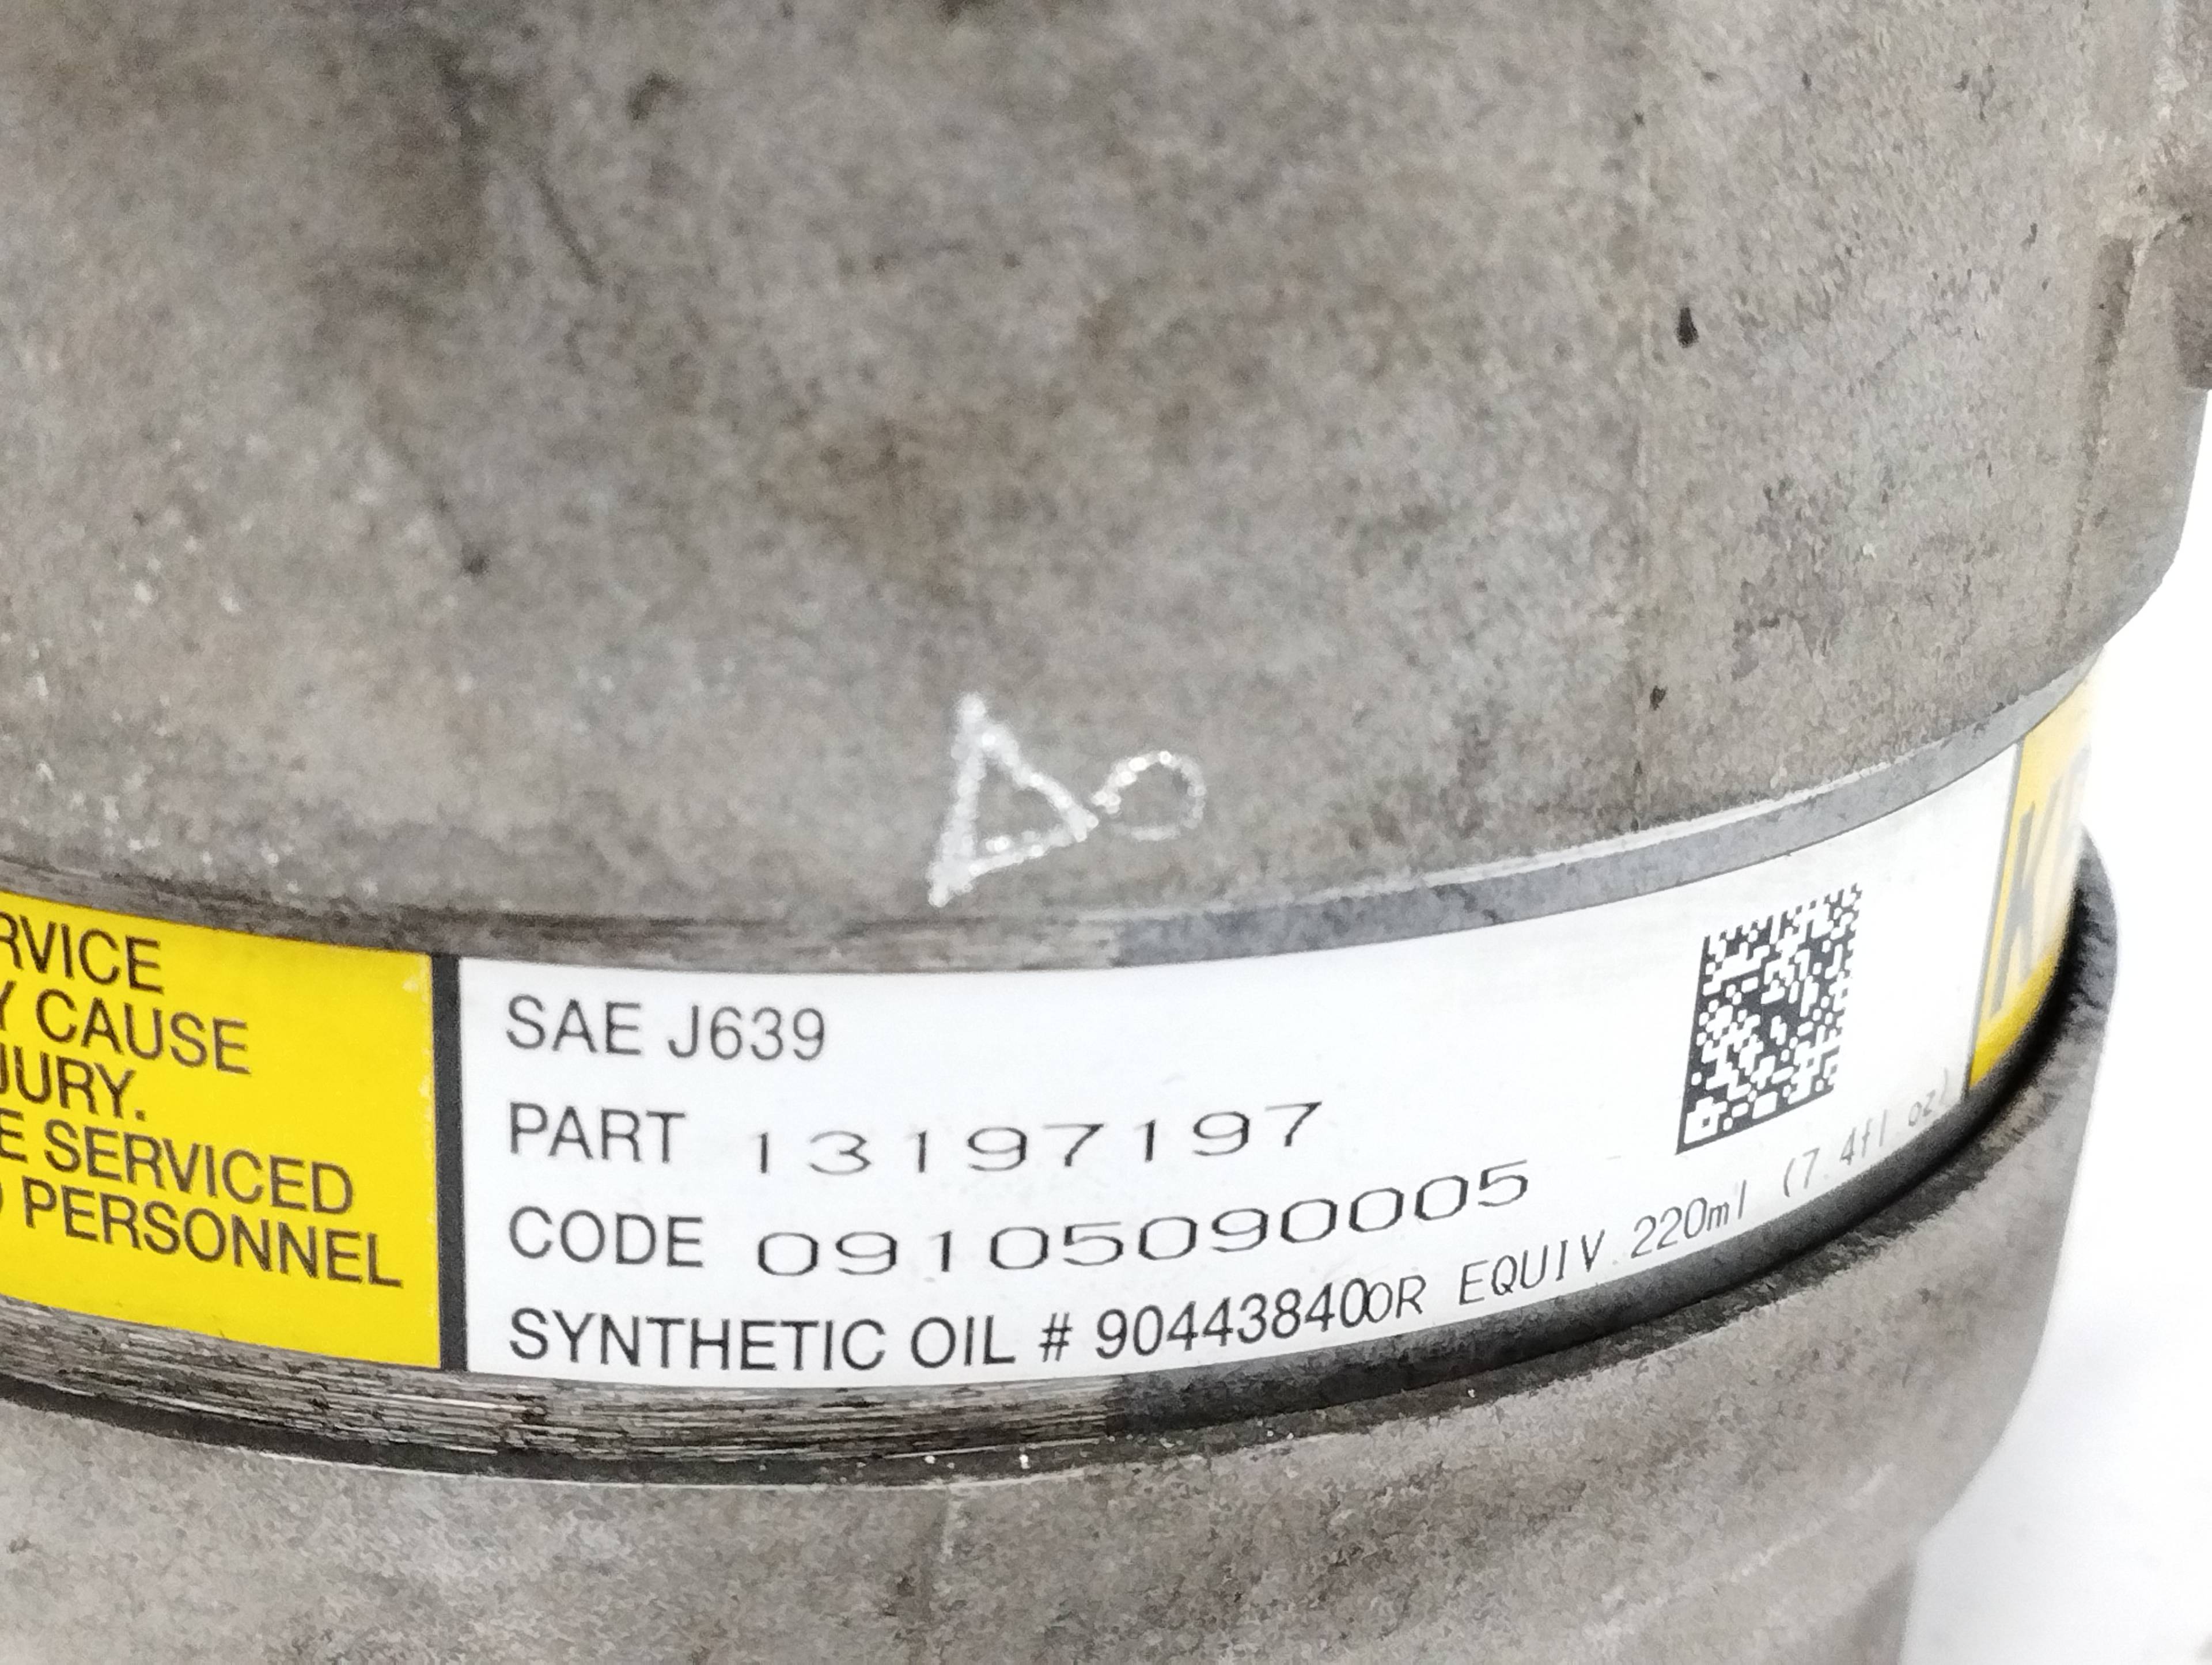 RVICE
Y CAUSE
JURY.
E SERVICED
PERSONNEL
SAE J639
PART 13197197
CODE 09105090005
SYNTHETIC OIL # 90443840OR EQUIV.220ml (7.4fl.oz)